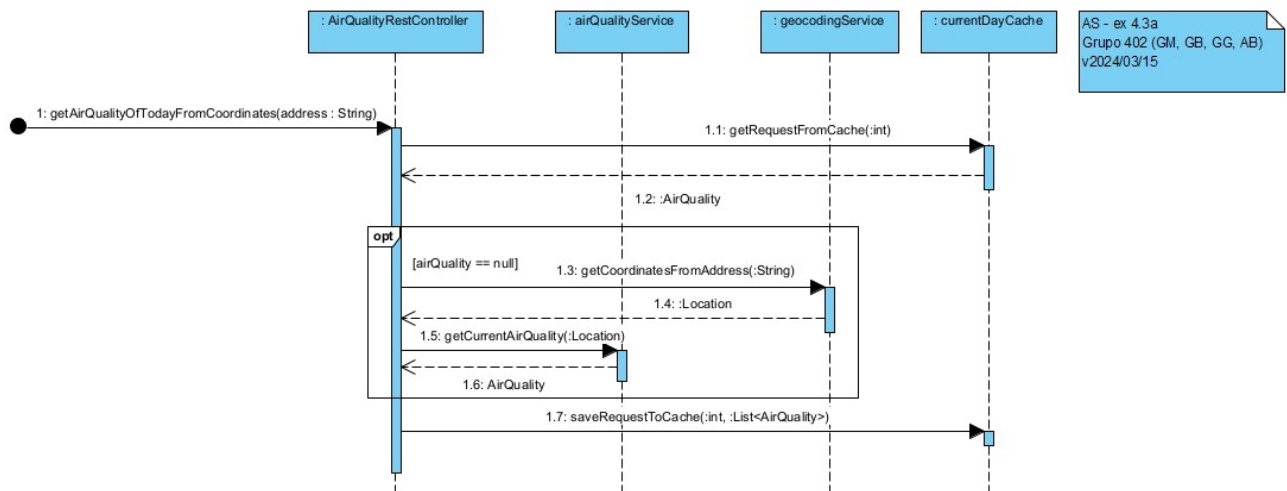 : AirQualityRestController
: airQualityService
: geocodingService
: currentDayCache
AS - ex 4.3a
Grupo 402 (GM, GB, GG, AB)
v2024/03/15
1: getAirQualityOfTodayFromCoordinates(address : String)
1.1: getRequestFromCache(:int)
1.2: :AirQuality
opt
[airQuality == null]
1.3: getCoordinatesFromAddress(:String)
1.4: :Location
1.5: getCurrentAirQuality(:Location)
1.6: AirQuality
1.7: saveRequestToCache(:int, :List<AirQuality>)